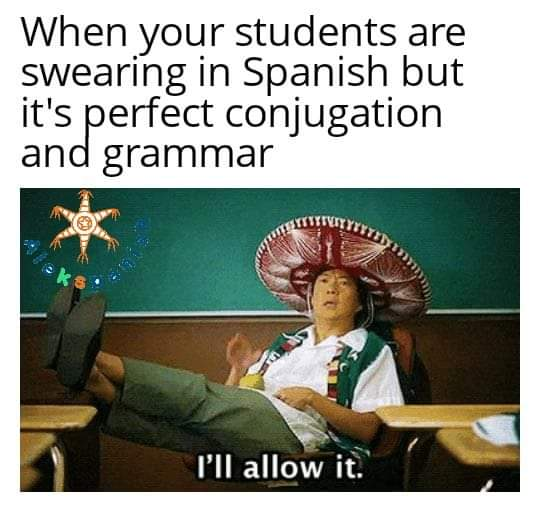 When your students are
swearing in Spanish but
it's perfect conjugation
and grammar
I'll allow it.